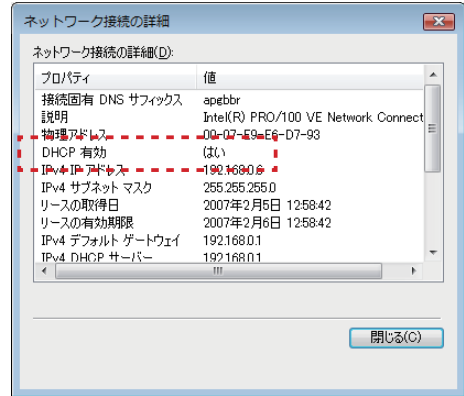 ネットワーク接続の詳細
ネットワーク接続の詳細(D):
プロパティ 値
接続固有 DNS サフィックス apgbbr
説明 Intel(R) PRO/100 VE Network Connect
物理アドレス 00-07-E9-E6-D7-93
DHCP 有効 はい
IPv4 IP アドレス 192.168.0.6
IPv4 サブネット マスク 255.255.255.0
リースの取得日 2007年2月5日 12:58:42
リースの有効期限 2007年2月6日 12:58:42
IPv4 デフォルト ゲートウェイ 192.168.0.1
IPv4 DHCP サーバー 192.168.0.1
閉じる(C)